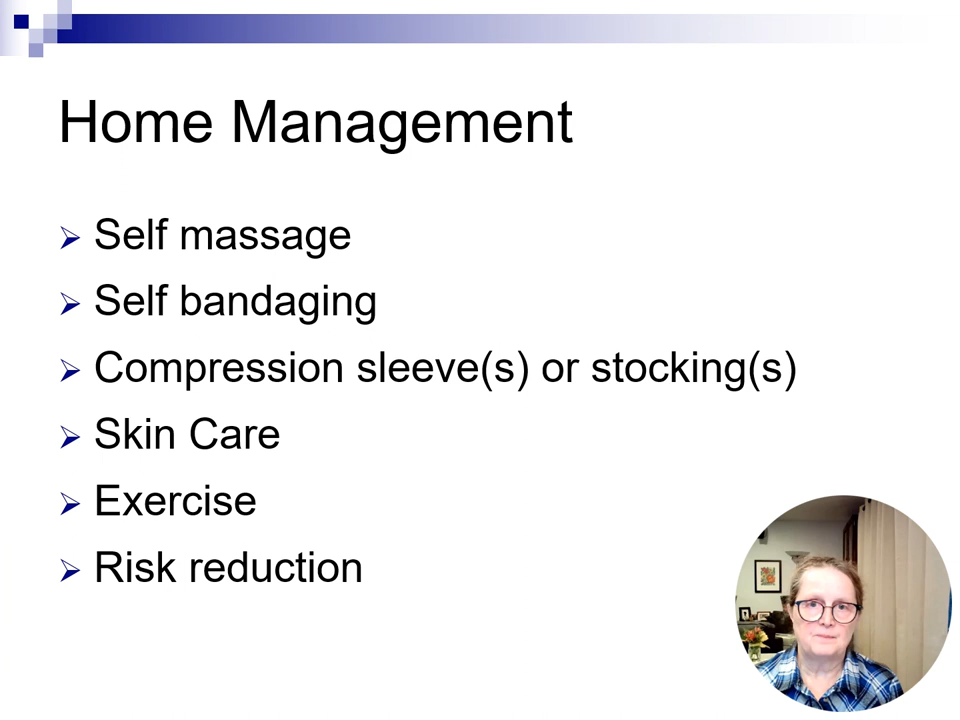 Home Management
Self massage
Self bandaging
Compression sleeve(s) or stocking(s)
Skin Care
Exercise
Risk reduction